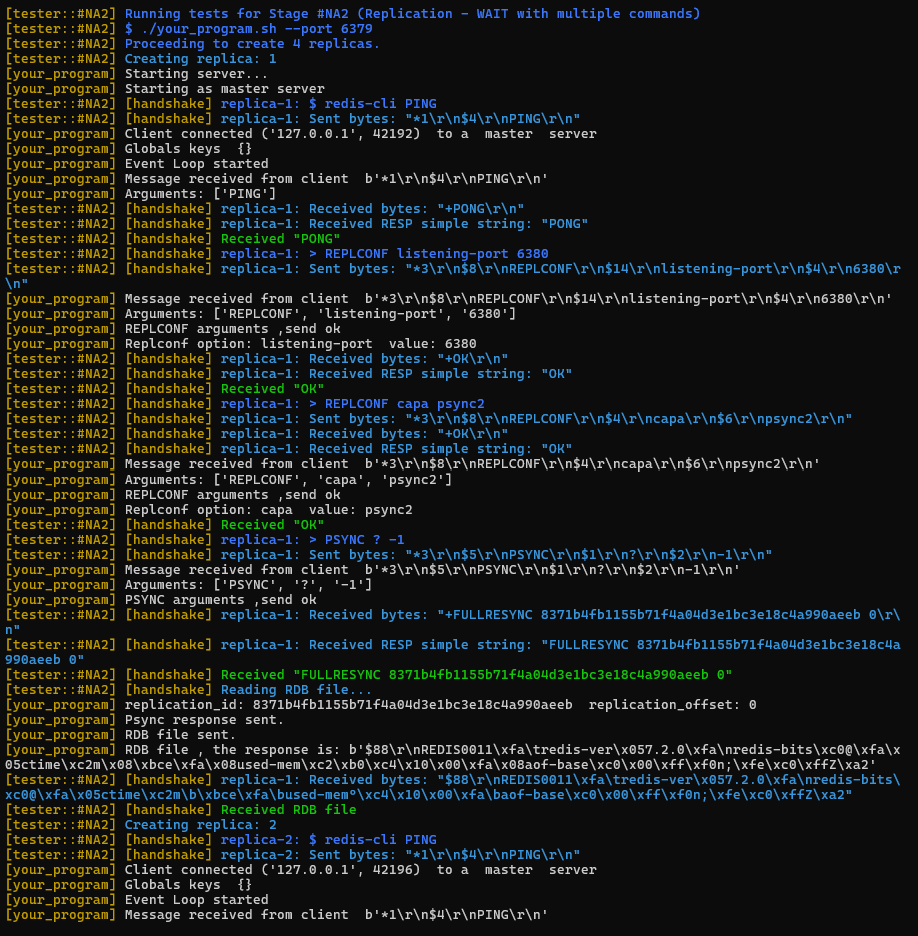 [tester::#NA2] Running tests for Stage #NA2 (Replication - WAIT with multiple commands)
[tester::#NA2] $ ./your_program.sh --port 6379
[tester::#NA2] Proceeding to create 4 replicas.
[tester::#NA2] Creating replica: 1
[your_program] Starting server...
[your_program] Starting as master server
[tester::#NA2] [handshake] replica-1: $ redis-cli PING
[tester::#NA2] [handshake] replica-1: Sent bytes: "*1\r\n$4\r\nPING\r\n"
[your_program] Client connected ('127.0.0.1', 42192)  to a  master  server
[your_program] Globals keys  {}
[your_program] Event Loop started
[your_program] Message received from client  b'*1\r\n$4\r\nPING\r\n'
[your_program] Arguments: ['PING']
[tester::#NA2] [handshake] replica-1: Received bytes: "+PONG\r\n"
[tester::#NA2] [handshake] replica-1: Received RESP simple string: "PONG"
[tester::#NA2] [handshake] Received "PONG"
[tester::#NA2] [handshake] replica-1: > REPLCONF listening-port 6380
[tester::#NA2] [handshake] replica-1: Sent bytes: "*3\r\n$8\r\nREPLCONF\r\n$14\r\nlistening-port\r\n$4\r\n6380\r
\n"
[your_program] Message received from client  b'*3\r\n$8\r\nREPLCONF\r\n$14\r\nlistening-port\r\n$4\r\n6380\r\n'
[your_program] Arguments: ['REPLCONF', 'listening-port', '6380']
[your_program] REPLCONF arguments ,send ok
[your_program] Replconf option: listening-port  value: 6380
[tester::#NA2] [handshake] replica-1: Received bytes: "+OK\r\n"
[tester::#NA2] [handshake] replica-1: Received RESP simple string: "OK"
[tester::#NA2] [handshake] Received "OK"
[tester::#NA2] [handshake] replica-1: > REPLCONF capa psync2
[tester::#NA2] [handshake] replica-1: Sent bytes: "*3\r\n$8\r\nREPLCONF\r\n$4\r\ncapa\r\n$6\r\npsync2\r\n"
[tester::#NA2] [handshake] replica-1: Received bytes: "+OK\r\n"
[tester::#NA2] [handshake] replica-1: Received RESP simple string: "OK"
[your_program] Message received from client  b'*3\r\n$8\r\nREPLCONF\r\n$4\r\ncapa\r\n$6\r\npsync2\r\n'
[your_program] Arguments: ['REPLCONF', 'capa', 'psync2']
[your_program] REPLCONF arguments ,send ok
[your_program] Replconf option: capa  value: psync2
[tester::#NA2] [handshake] Received "OK"
[tester::#NA2] [handshake] replica-1: > PSYNC ? -1
[tester::#NA2] [handshake] replica-1: Sent bytes: "*3\r\n$5\r\nPSYNC\r\n$1\r\n?\r\n$2\r\n-1\r\n"
[your_program] Message received from client  b'*3\r\n$5\r\nPSYNC\r\n$1\r\n?\r\n$2\r\n-1\r\n'
[your_program] Arguments: ['PSYNC', '?', '-1']
[your_program] PSYNC arguments ,send ok
[tester::#NA2] [handshake] replica-1: Received bytes: "+FULLRESYNC 8371b4fb1155b71f4a04d3e1bc3e18c4a990aeeb 0\r\
n"
[tester::#NA2] [handshake] replica-1: Received RESP simple string: "FULLRESYNC 8371b4fb1155b71f4a04d3e1bc3e18c4a
990aeeb 0"
[tester::#NA2] [handshake] Received "FULLRESYNC 8371b4fb1155b71f4a04d3e1bc3e18c4a990aeeb 0"
[tester::#NA2] [handshake] Reading RDB file...
[your_program] replication_id: 8371b4fb1155b71f4a04d3e1bc3e18c4a990aeeb  replication_offset: 0
[your_program] Psync response sent.
[your_program] RDB file sent.
[your_program] RDB file , the response is: b'$88\r\nREDIS0011\xfa\tredis-ver\x057.2.0\xfa\nredis-bits\xc0@\xfa\x
05ctime\xc2m\x08\xbce\xfa\x08used-mem\xc2\xb0\xc4\x10\x00\xfa\x08aof-base\xc0\x00\xff\xf0n;\xfe\xc0\xffZ\xa2'
[tester::#NA2] [handshake] replica-1: Received bytes: "$88\r\nREDIS0011\xfa\tredis-ver\x057.2.0\xfa\nredis-bits\
xc0@\xfa\x05ctime\xc2m\b\xbce\xfa\bused-mem°\xc4\x10\x00\xfa\baof-base\xc0\x00\xff\xf0n;\xfe\xc0\xffZ\xa2"
[tester::#NA2] [handshake] Received RDB file
[tester::#NA2] Creating replica: 2
[tester::#NA2] [handshake] replica-2: $ redis-cli PING
[tester::#NA2] [handshake] replica-2: Sent bytes: "*1\r\n$4\r\nPING\r\n"
[your_program] Client connected ('127.0.0.1', 42196)  to a  master  server
[your_program] Globals keys  {}
[your_program] Event Loop started
[your_program] Message received from client  b'*1\r\n$4\r\nPING\r\n'